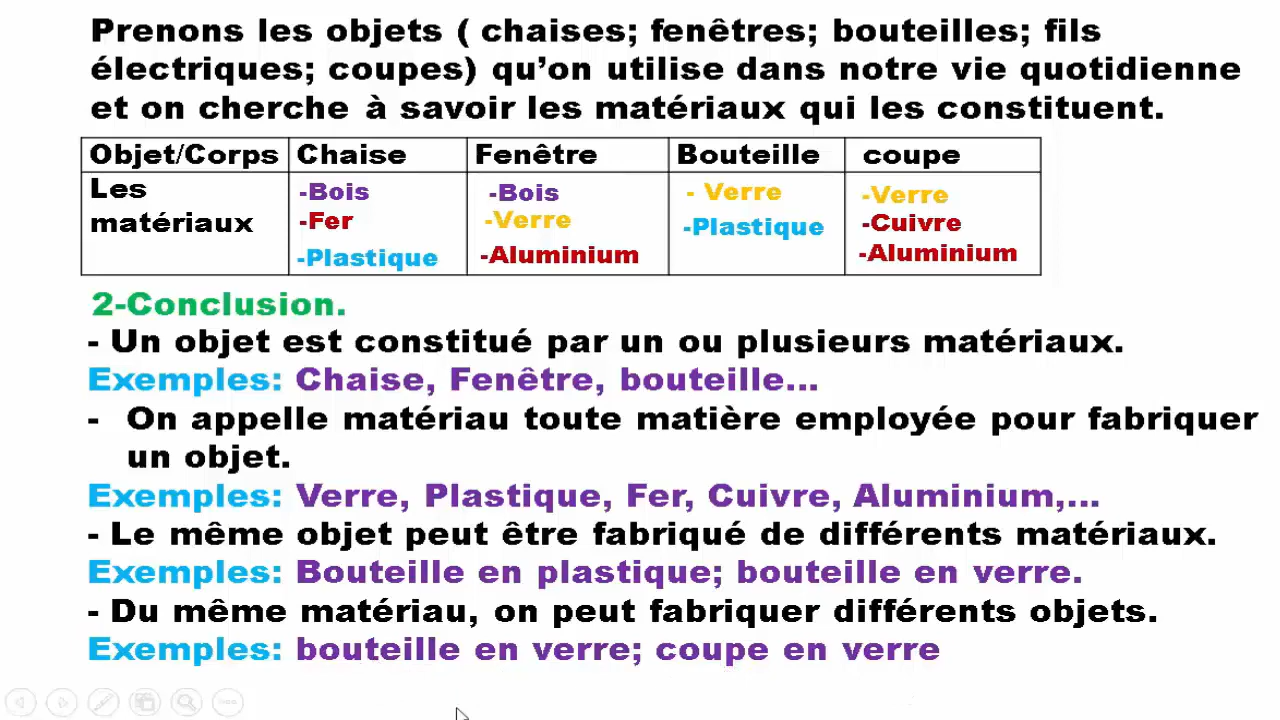 Prenons les objets ( chaises; fenêtres; bouteilles; fils
électriques; coupes) qu’on utilise dans notre vie quotidienne
et on cherche à savoir les matériaux qui les constituent.
Objet/Corps Chaise Fenêtre Bouteille coupe
Les matériaux
-Bois
-Fer
-Plastique
-Bois
-Verre
-Aluminium
- Verre
-Plastique
-Verre
-Cuivre
-Aluminium
2-Conclusion.
- Un objet est constitué par un ou plusieurs matériaux.
Exemples: Chaise, Fenêtre, bouteille...
- On appelle matériau toute matière employée pour fabriquer
un objet.
Exemples: Verre, Plastique, Fer, Cuivre, Aluminium,...
- Le même objet peut être fabriqué de différents matériaux.
Exemples: Bouteille en plastique; bouteille en verre.
- Du même matériau, on peut fabriquer différents objets.
Exemples: bouteille en verre; coupe en verre